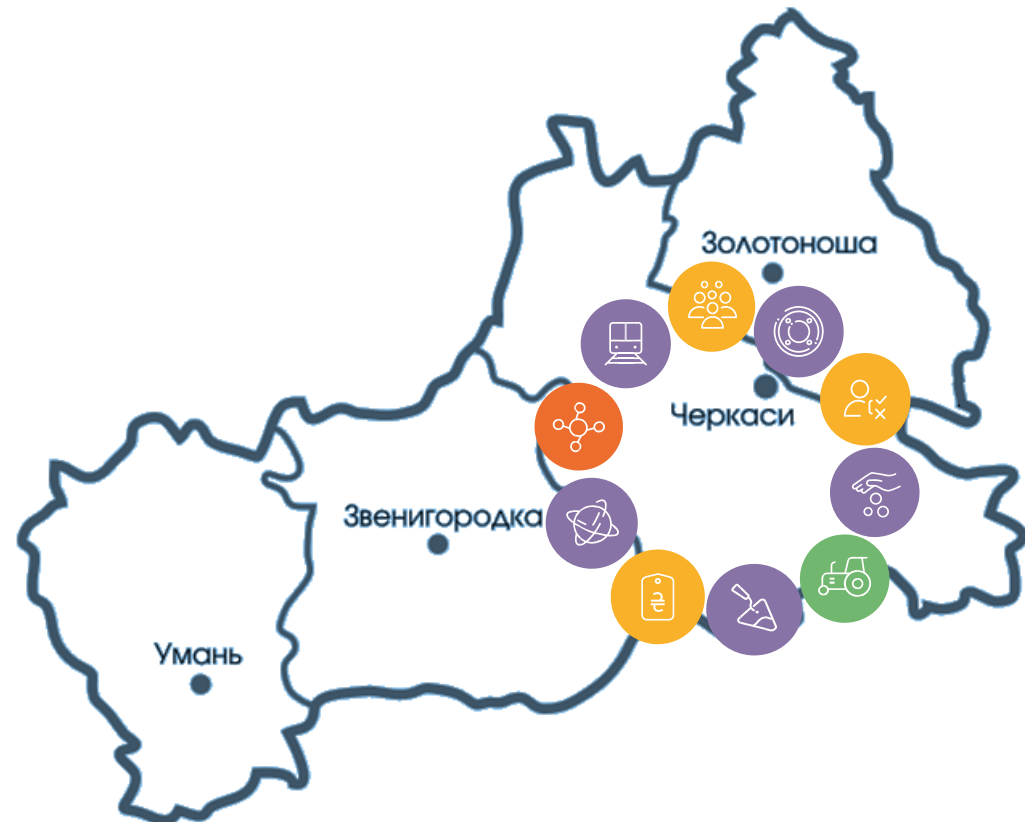 Золотоноша
Черкаси
Звенигородка
Умань
₴